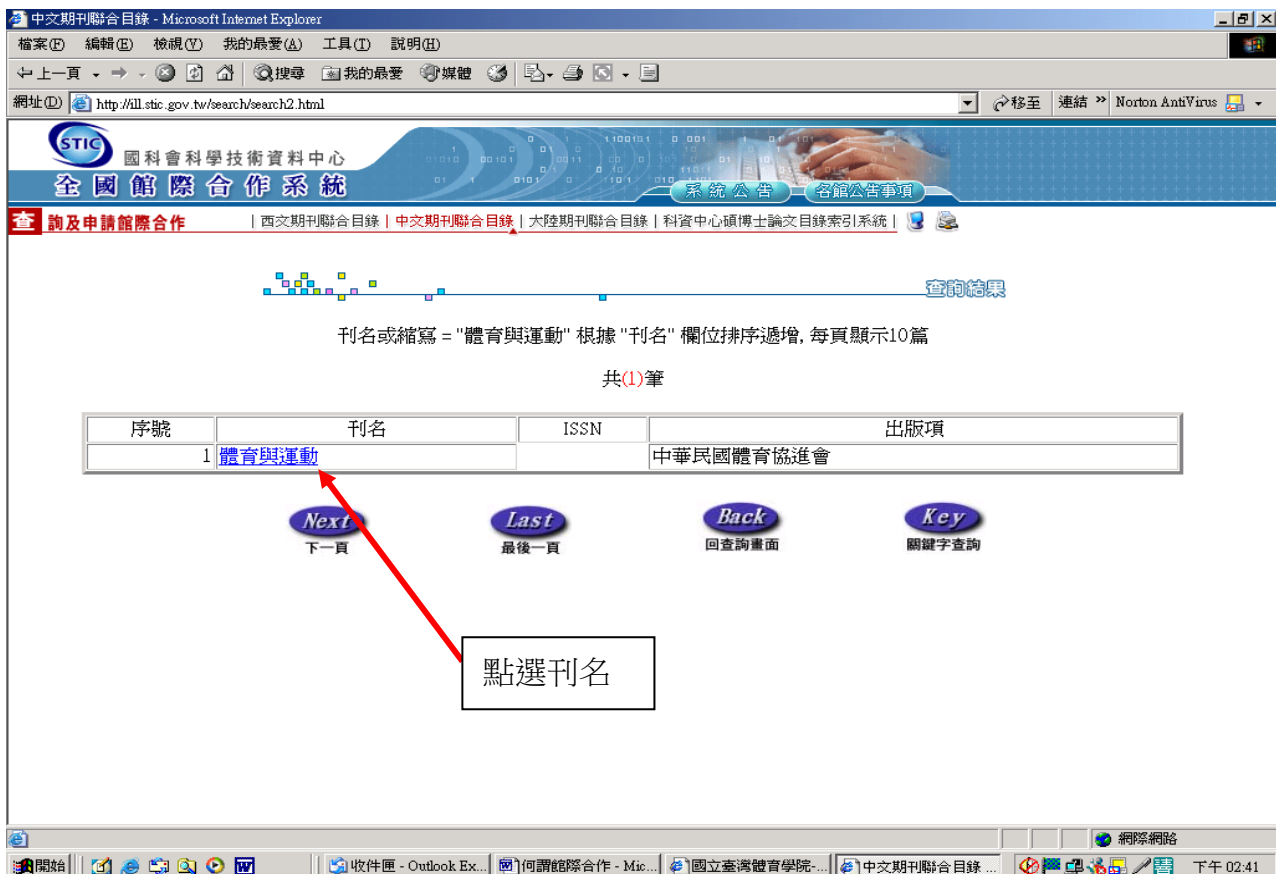 中文期刊聯合目錄 - Microsoft Internet Explorer
檔案(F) 編輯(E) 檢視(V) 我的最愛(A) 工具(T) 說明(H)
上一頁 搜尋 我的最愛 媒體
網址(D) http://ill.stic.gov.tw/search/search2.html 移至 連結 » Norton AntiVirus
STIC 國科會科學技術資料中心
全國館際合作系統
系統公告 各館公告事項
查詢及申請館際合作 | 西文期刊聯合目錄 | 中文期刊聯合目錄 | 大陸期刊聯合目錄 | 科資中心碩博士論文目錄索引系統 |
查詢結果
刊名或縮寫 = "體育與運動" 根據 "刊名" 欄位排序遞增, 每頁顯示10篇
共(1)筆
序號 刊名 ISSN 出版項
1 體育與運動 中華民國體育協進會
Next Last Back Key
下一頁 最後一頁 回查詢畫面 關鍵字查詢
點選刊名
網際網路
開始 收件匣 - Outlook Ex... 何謂館際合作 - Mic... 國立臺灣體育學院-... 中文期刊聯合目錄 ... 下午 02:41